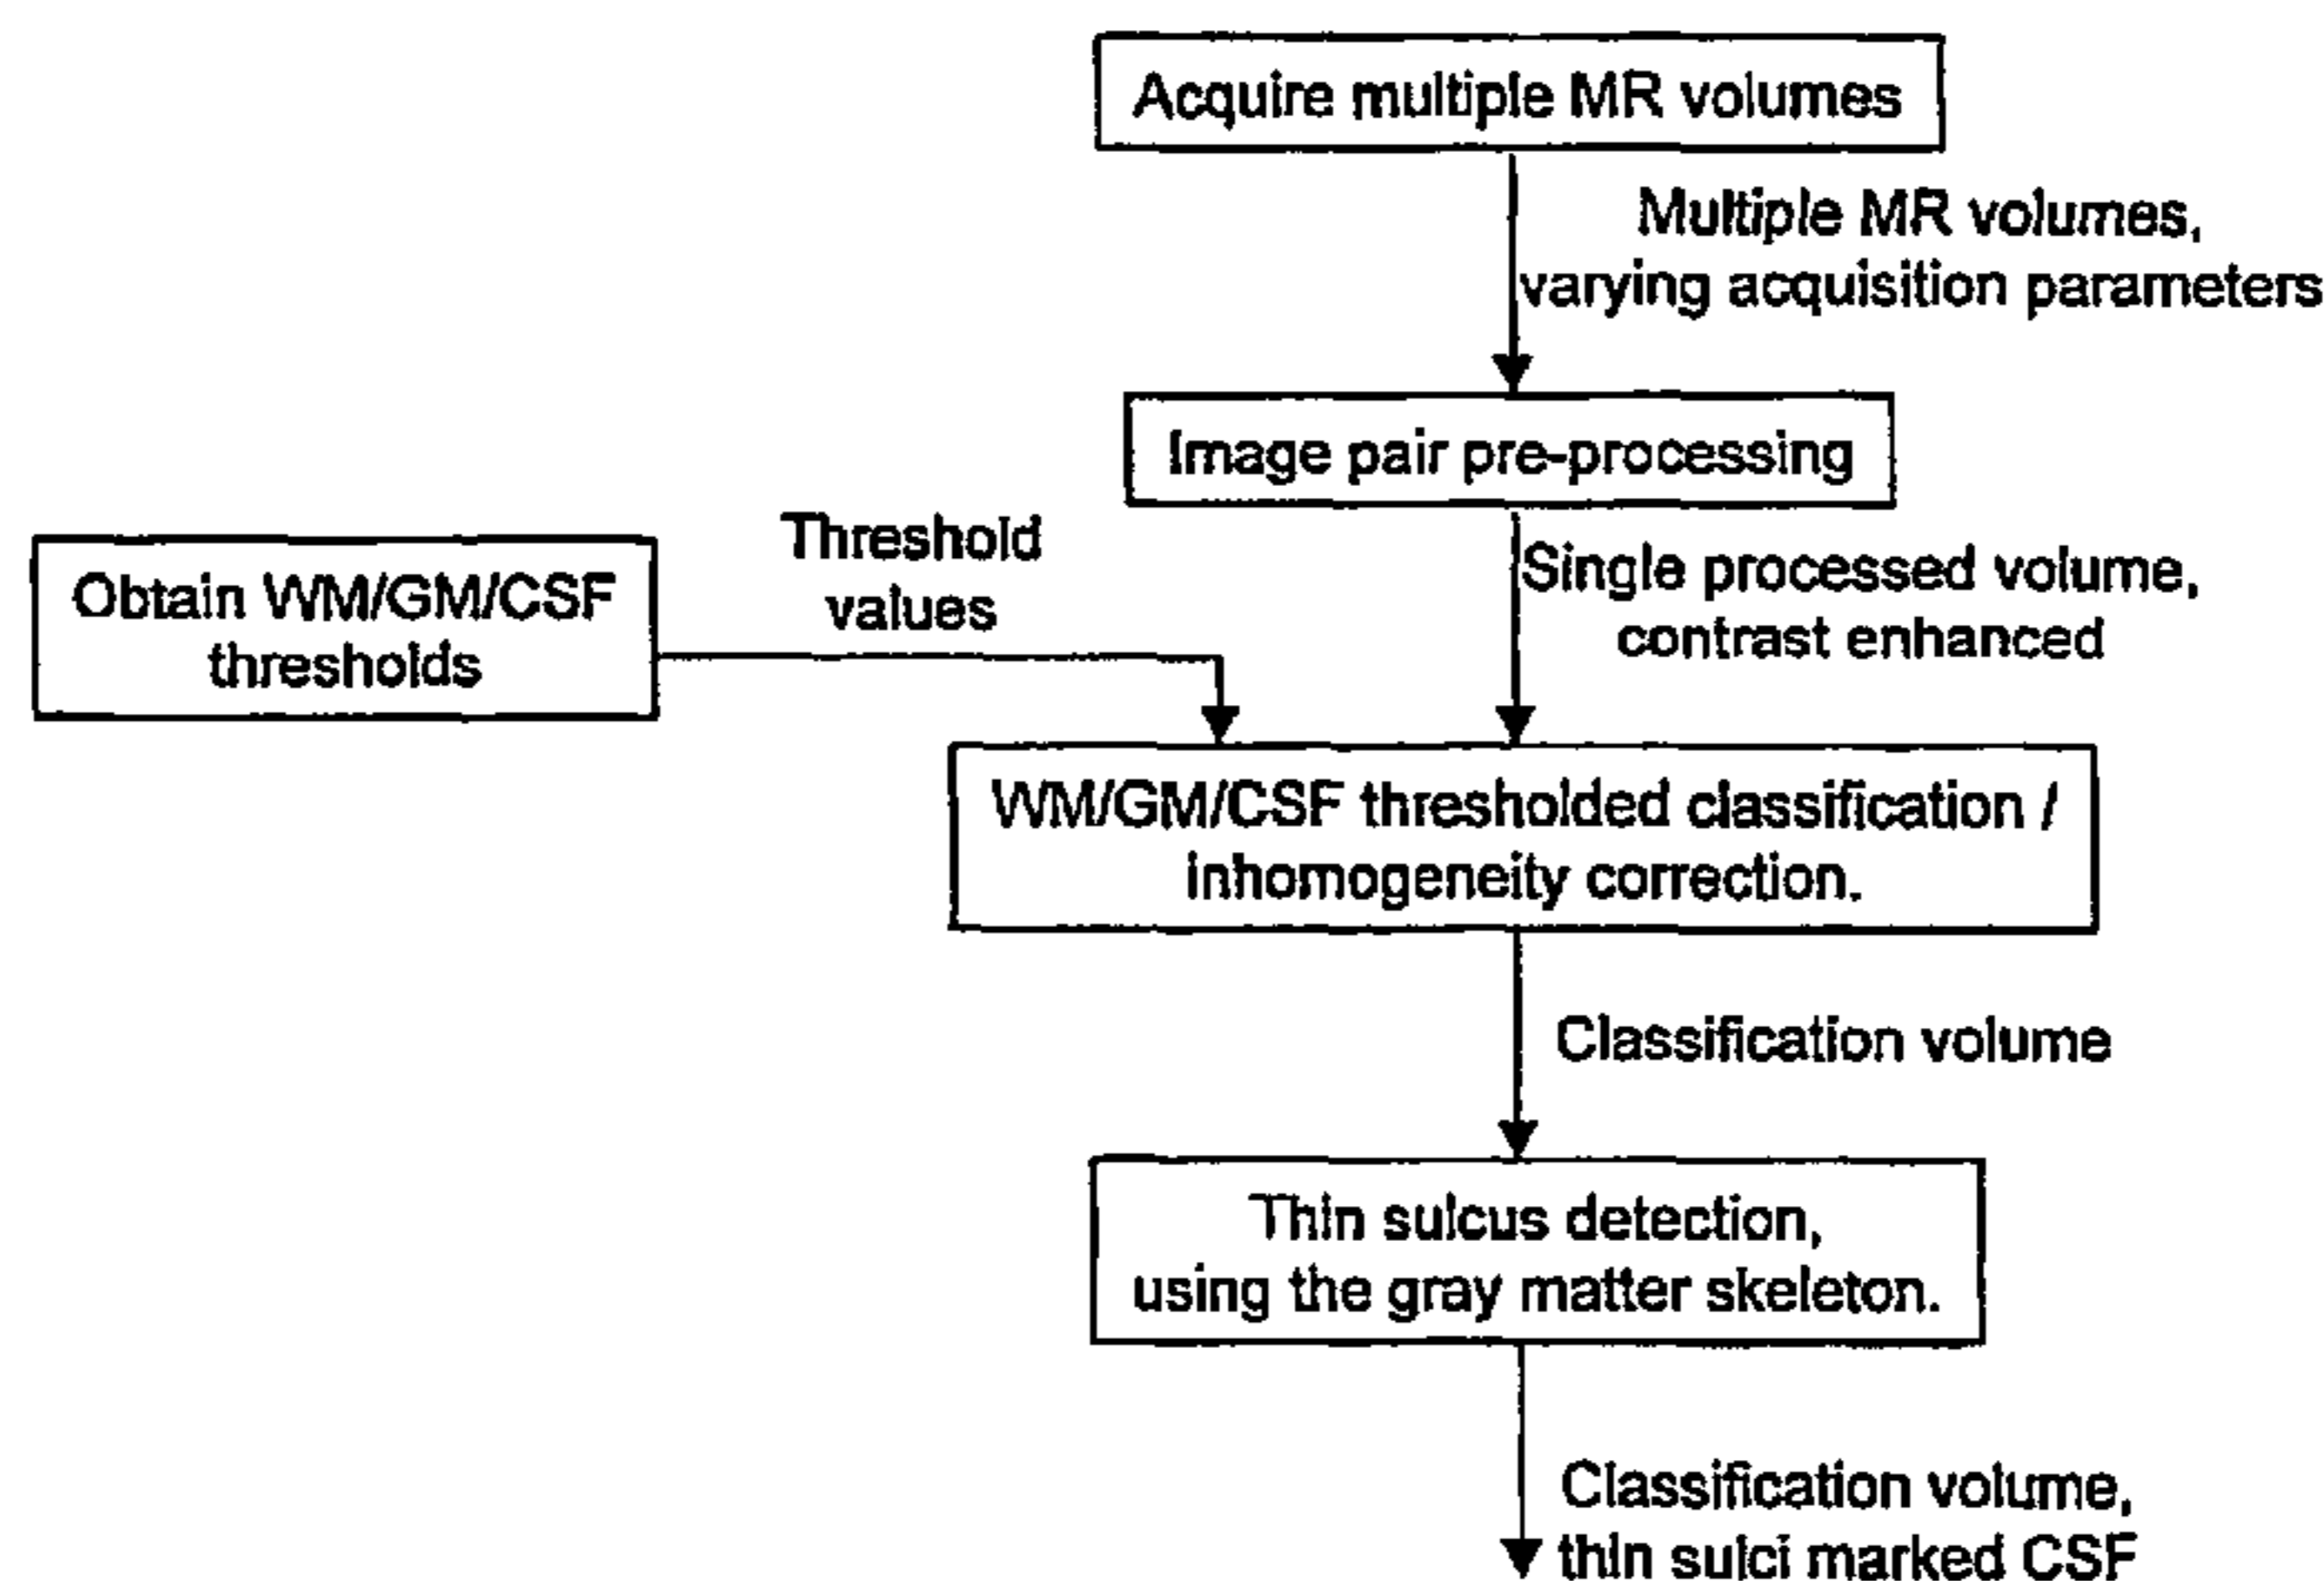 Acquire multiple MR volumes
Multiple MR volumes,
varying acquisition parameters
Image pair pre-processing
Obtain WM/GM/CSF
thresholds
Threshold
values
Single processed volume,
contrast enhanced
WM/GM/CSF thresholded classification /
inhomogeneity correction.
Classification volume
Thin sulcus detection,
using the gray matter skeleton.
Classification volume,
thin sulci marked CSF